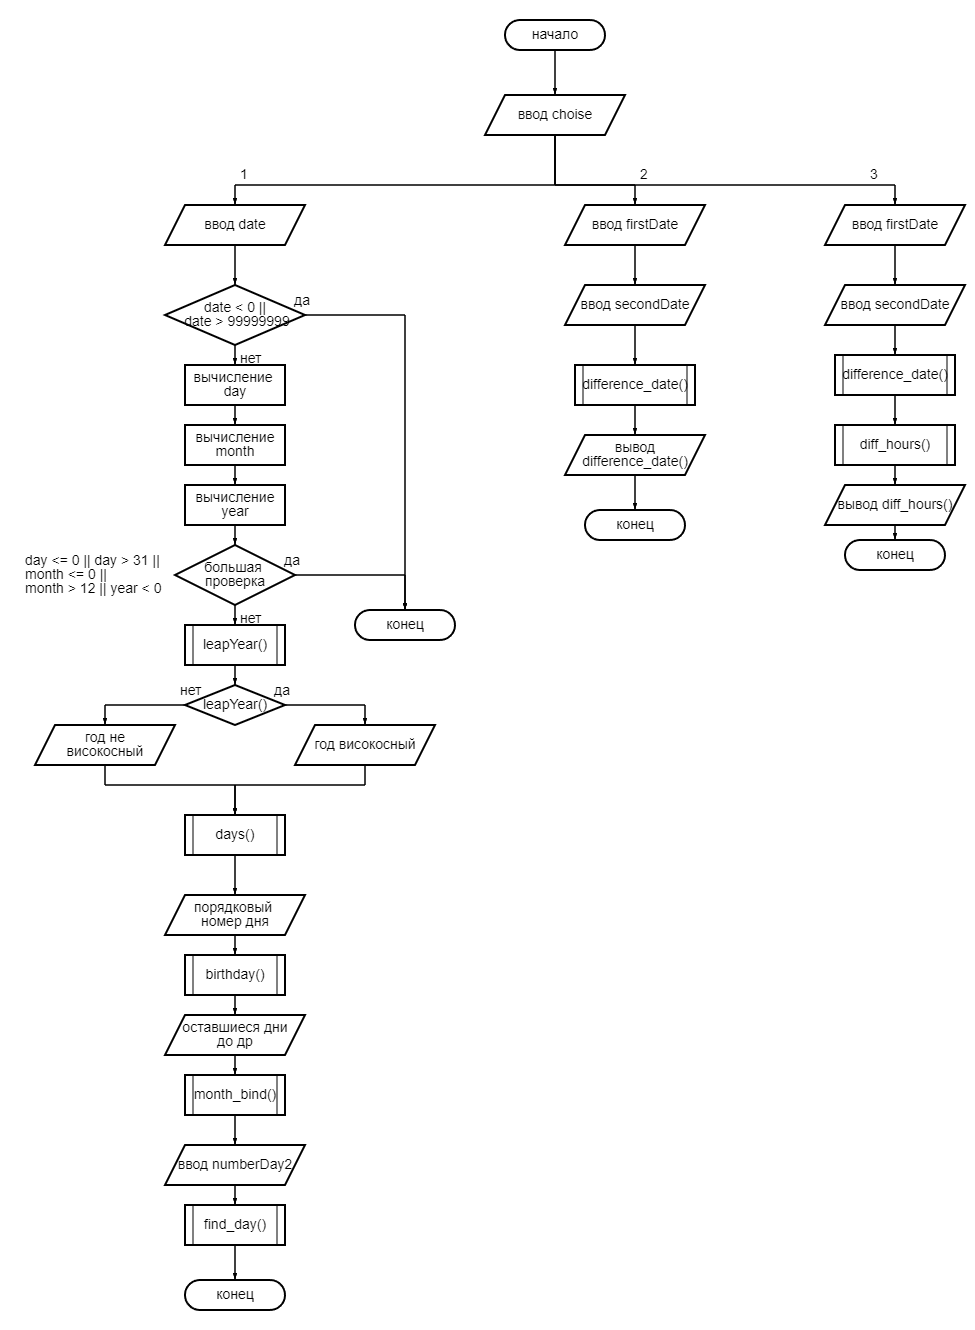 начало
ввод choise
1
2
3
ввод date
ввод firstDate
ввод firstDate
date < 0 ||
date > 99999999
да
нет
ввод secondDate
ввод secondDate
вычисление
day
difference_date()
difference_date()
вычисление
month
вывод
difference_date()
diff_hours()
вычисление
year
вывод diff_hours()
конец
конец
day <= 0 || day > 31 ||
month <= 0 ||
month > 12 || year < 0
большая
проверка
да
нет
конец
leapYear()
нет
leapYear()
да
год не
високосный
год високосный
days()
порядковый
номер дня
birthday()
оставшиеся дни
до др
month_bind()
ввод numberDay2
find_day()
конец